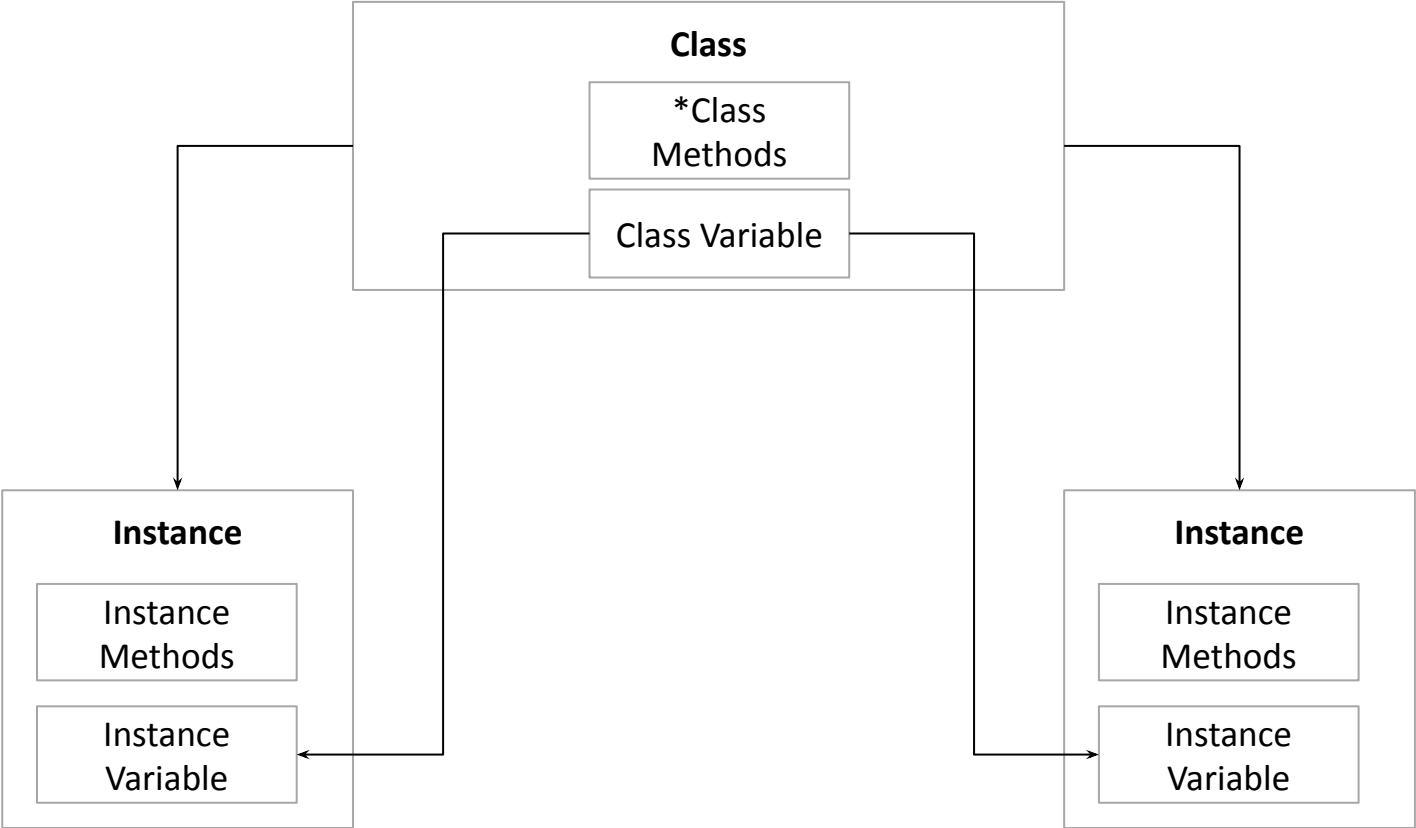 Class
*Class
Methods
Class Variable
Instance
Instance
Methods
Instance
Variable
Instance
Instance
Methods
Instance
Variable